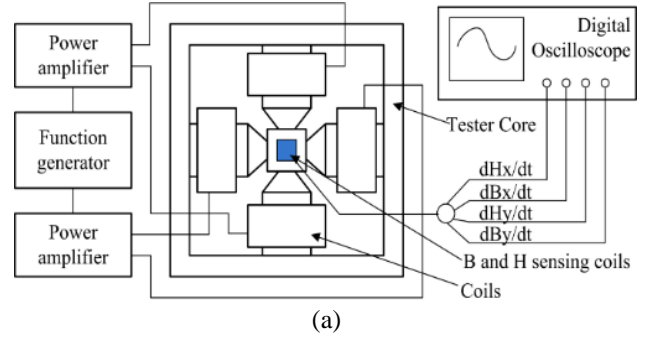 Power
amplifier
Function
generator
Power
amplifier
Digital
Oscilloscope
Tester Core
dHx/dt
dBx/dt
dHy/dt
dBy/dt
B and H sensing coils
Coils
(a)